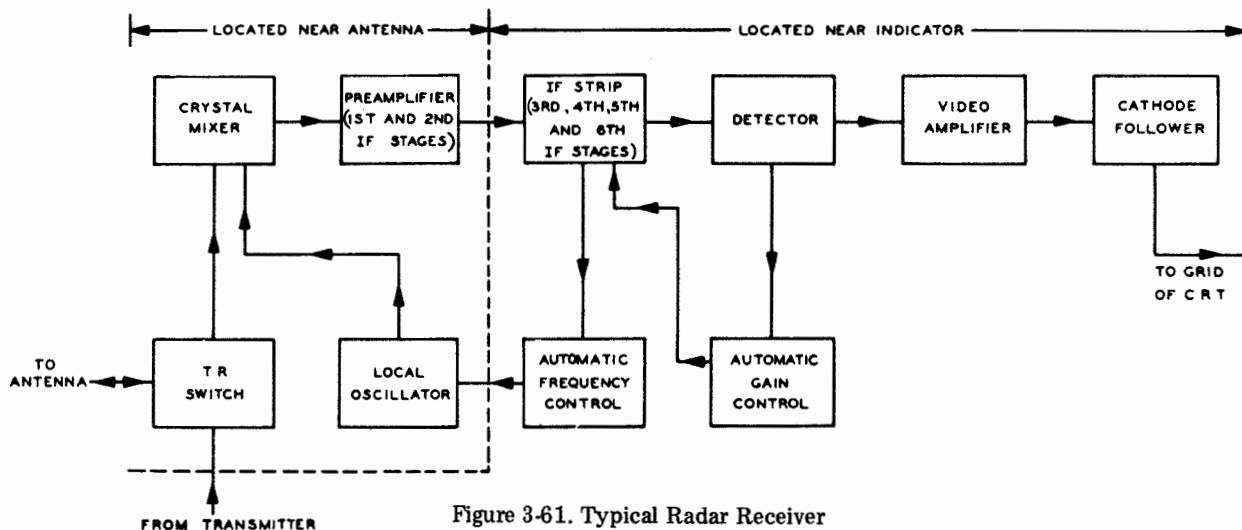 LOCATED NEAR ANTENNA
LOCATED NEAR INDICATOR
CRYSTAL
MIXER
PREAMPLIFIER
(1ST AND 2ND
IF STAGES)
IF STRIP
(3RD, 4TH, 5TH
AND 6TH
IF STAGES)
DETECTOR
VIDEO
AMPLIFIER
CATHODE
FOLLOWER
TO GRID
OF CRT
TO
ANTENNA
TR
SWITCH
LOCAL
OSCILLATOR
AUTOMATIC
FREQUENCY
CONTROL
AUTOMATIC
GAIN
CONTROL
FROM TRANSMITTER
Figure 3-61. Typical Radar Receiver